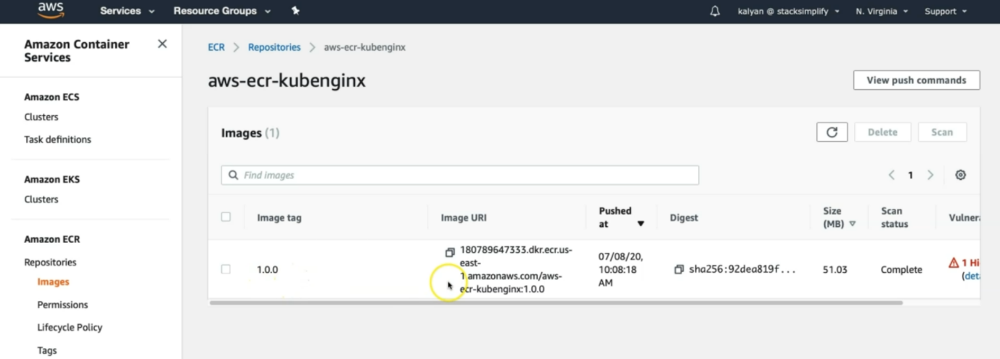 aws
Services
Resource Groups
kalyan @ stacksimplify
N. Virginia
Support
Amazon Container
Services
Amazon ECS
Clusters
Task definitions
Amazon EKS
Clusters
Amazon ECR
Repositories
Images
Permissions
Lifecycle Policy
Tags
ECR > Repositories > aws-ecr-kubenginx
aws-ecr-kubenginx
View push commands
Images (1)
Delete
Scan
Find images
1
Image tag
Image URI
Pushed
at
Digest
Size
(MB)
Scan
status
1.0.0
180789647333.dkr.ecr.us-
east-
1.amazonaws.com/aws-
ecr-kubenginx:1.0.0
07/08/20,
10:08:18
AM
sha256:92dea819f...
51.03
Complete
1